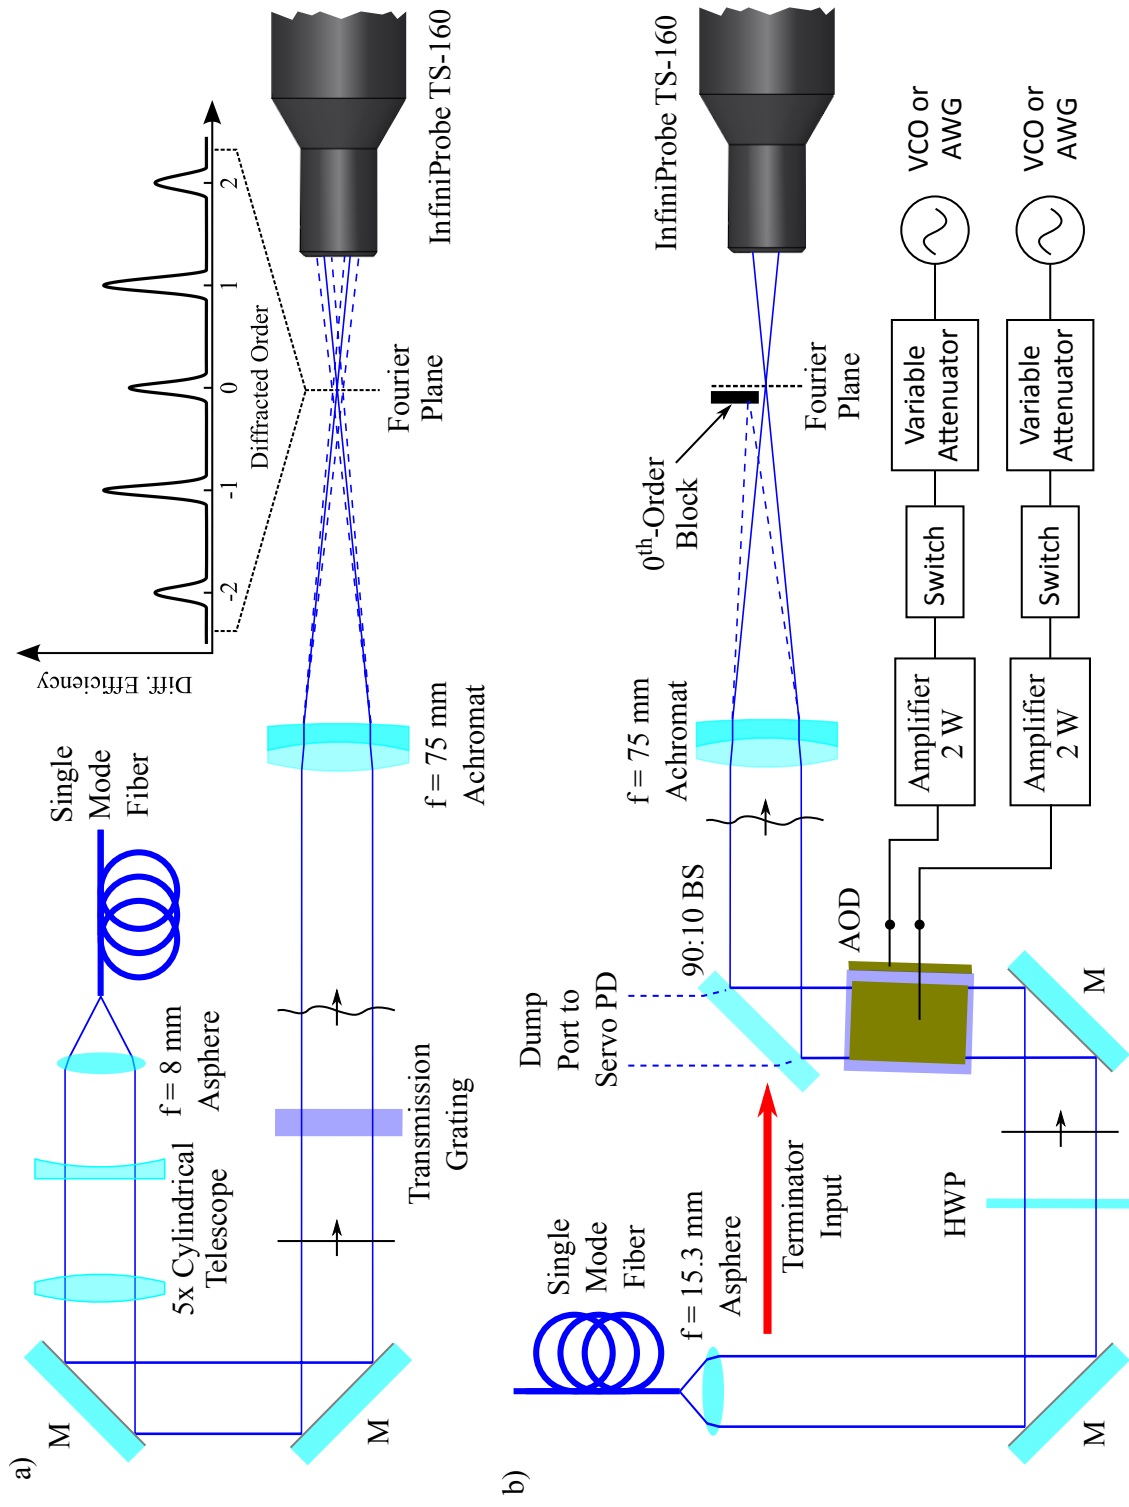 a)
M
M
5x Cylindrical
Telescope
f = 8 mm
Asphere
Single
Mode
Fiber
Transmission
Grating
f = 75 mm
Achromat
Diff. Efficiency
-2
-1
0
1
2
Diffracted Order
Fourier
Plane
InfiniProbe TS-160
b)
Single
Mode
Fiber
f = 15.3 mm
Asphere
M
M
HWP
Terminator
Input
Dump
Port to
Servo PD
90:10 BS
AOD
f = 75 mm
Achromat
0th-Order
Block
Fourier
Plane
InfiniProbe TS-160
Amplifier
2 W
Switch
Variable
Attenuator
VCO or
AWG
Amplifier
2 W
Switch
Variable
Attenuator
VCO or
AWG